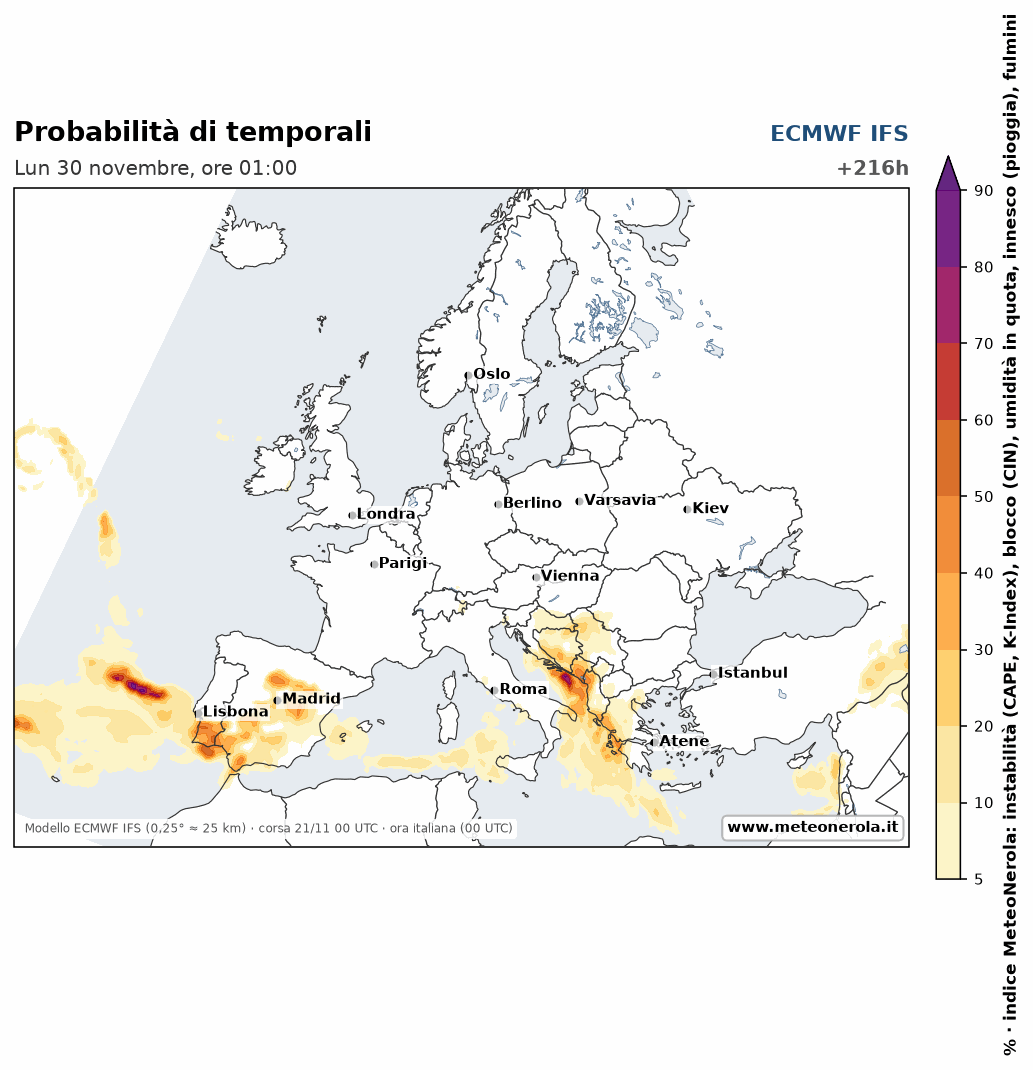 Probabilità di temporali
ECMWF IFS
Lun 30 novembre, ore 01:00
+216h
Oslo
Berlino
Varsavia
Kiev
Londra
Parigi
Vienna
Istanbul
Roma
Madrid
Lisbona
Atene
Modello ECMWF IFS (0,25° ≈ 25 km) · corsa 21/11 00 UTC · ora italiana (00 UTC)
www.meteonerola.it
90
80
70
60
50
40
30
20
10
5
% · indice MeteoNerola: instabilità (CAPE, K-Index), blocco (CIN), umidità in quota, innesco (pioggia), fulmini